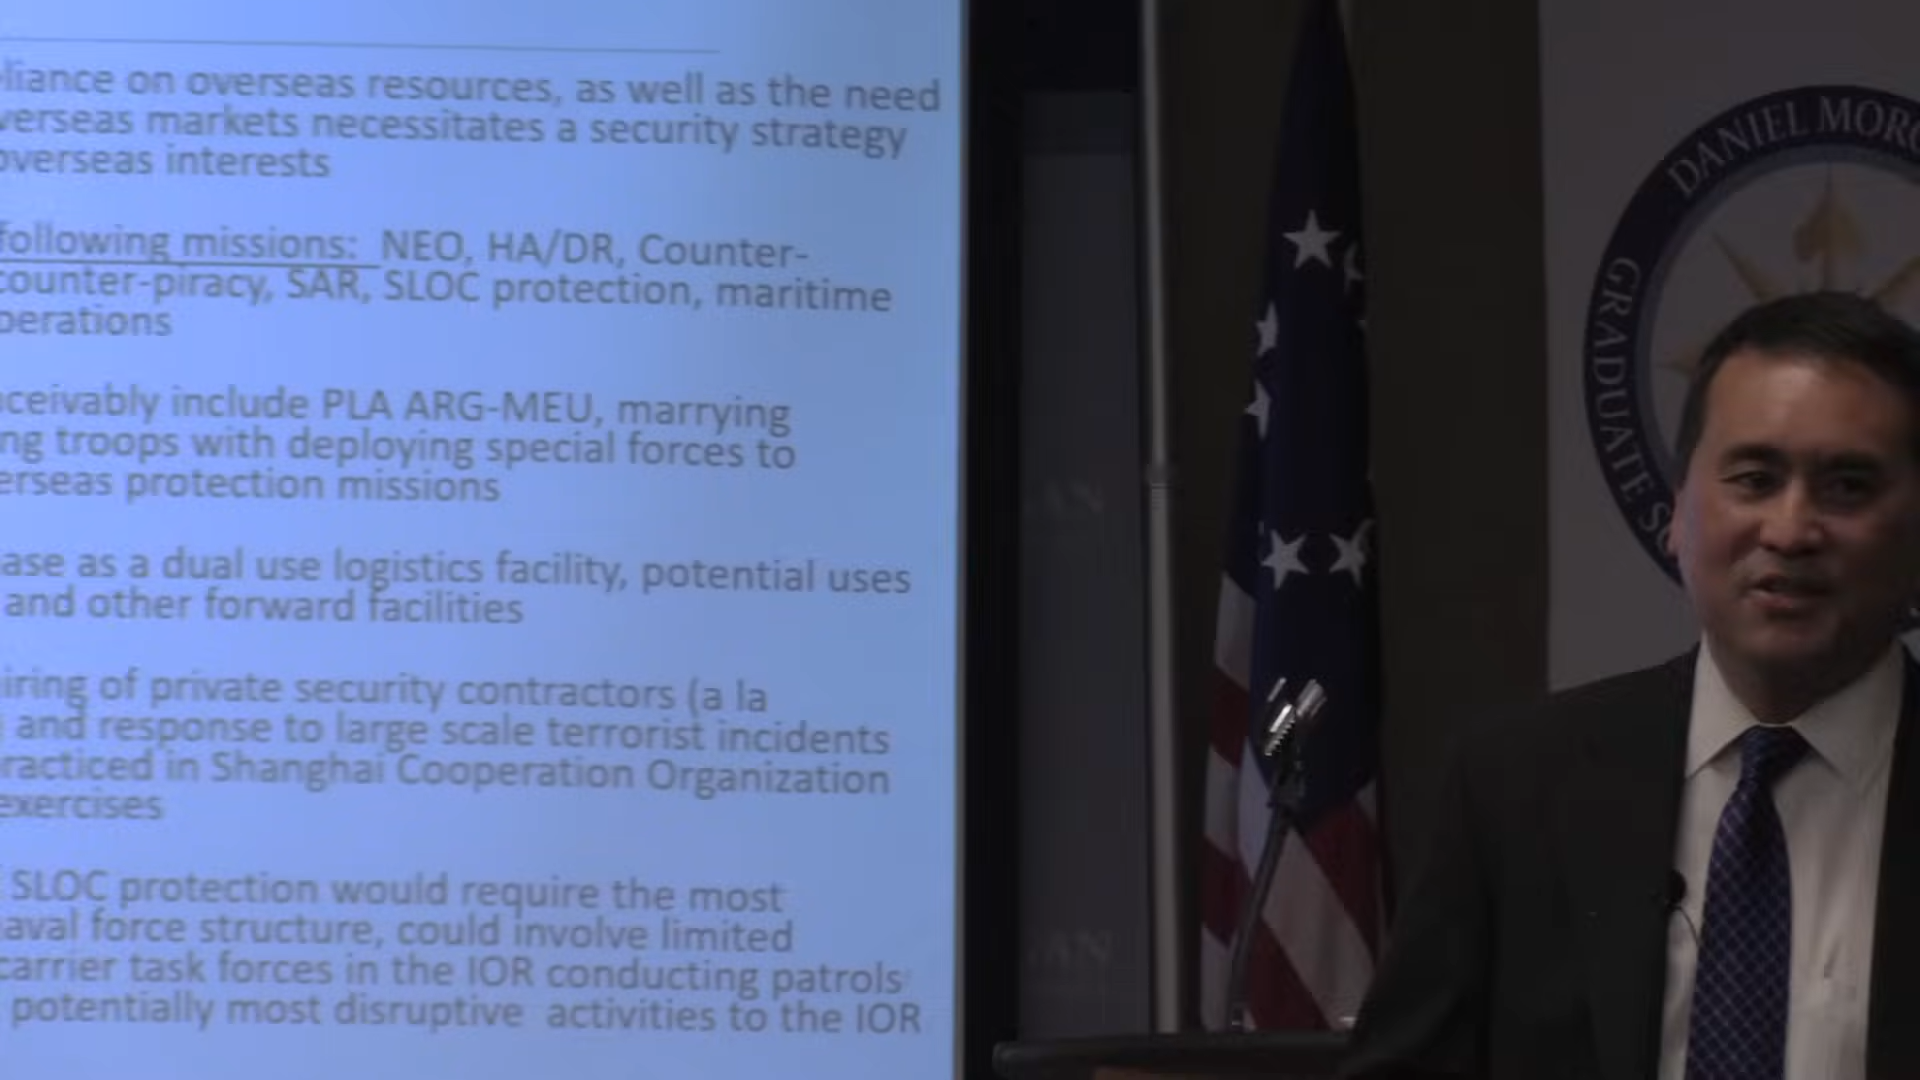 liance on overseas resources, as well as the need
verseas markets necessitates a security strategy
overseas interests
following missions: NEO, HA/DR, Counter-
counter-piracy, SAR, SLOC protection, maritime
perations
ceivably include PLA ARG-MEU, marrying
ng troops with deploying special forces to
erseas protection missions
ase as a dual use logistics facility, potential uses
and other forward facilities
iring of private security contractors (a la
and response to large scale terrorist incidents
racticed in Shanghai Cooperation Organization
exercises
SLOC protection would require the most
aval force structure, could involve limited
carrier task forces in the IOR conducting patrols
potentially most disruptive activities to the IOR
DANIEL MORG
GRADUATE SC